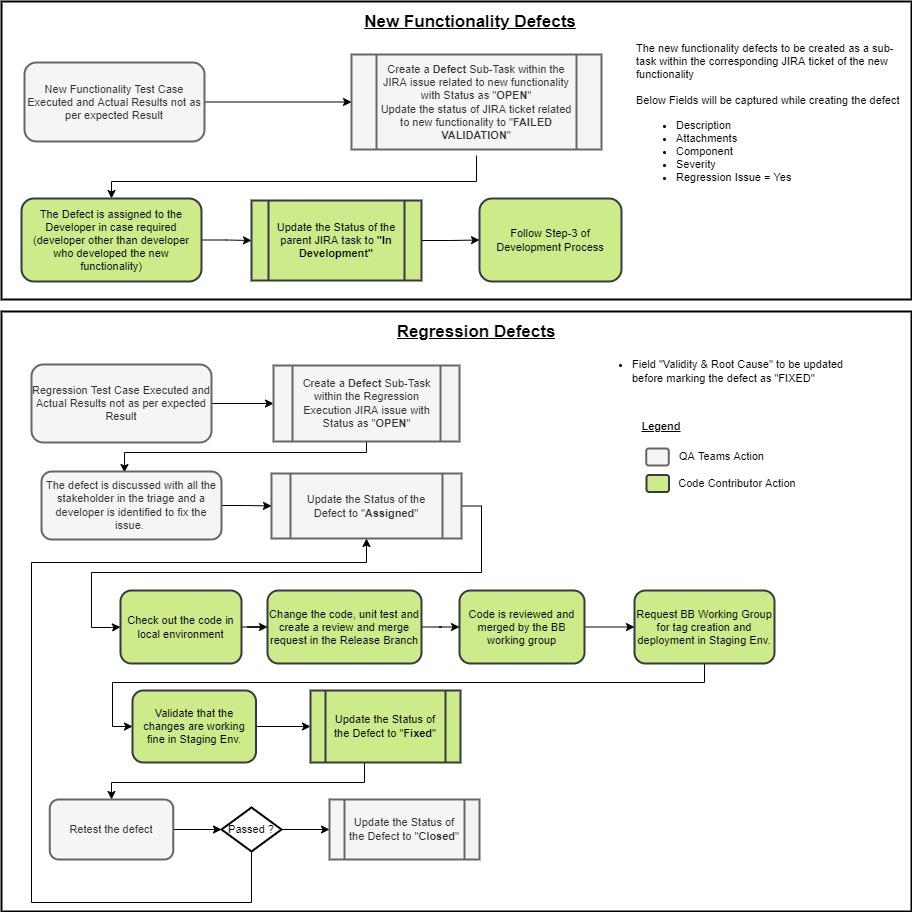 New Functionality Defects
New Functionality Test Case
Executed and Actual Results not as
per expected Result
Create a Defect Sub-Task within the
JIRA issue related to new functionality
with Status as "OPEN"
Update the status of JIRA ticket related
to new functionality to "FAILED
VALIDATION"
The new functionality defects to be created as a sub-
task within the corresponding JIRA ticket of the new
functionality
Below Fields will be captured while creating the defect
• Description
• Attachments
• Component
• Severity
• Regression Issue = Yes
The Defect is assigned to the
Developer in case required
(developer other than developer
who developed the new
functionality)
Update the Status of the
parent JIRA task to "In
Development"
Follow Step-3 of
Development Process
Regression Defects
Regression Test Case Executed and
Actual Results not as per expected
Result
Create a Defect Sub-Task
within the Regression
Execution JIRA issue with
Status as "OPEN"
• Field "Validity & Root Cause" to be updated
before marking the defect as "FIXED"
Legend
QA Teams Action
Code Contributor Action
The defect is discussed with all the
stakeholder in the triage and a
developer is identified to fix the
issue.
Update the Status of the
Defect to "Assigned"
Check out the code in
local environment
Change the code, unit test and
create a review and merge
request in the Release Branch
Code is reviewed and
merged by the BB
working group
Request BB Working Group
for tag creation and
deployment in Staging Env.
Validate that the
changes are working
fine in Staging Env.
Update the Status of
the Defect to "Fixed"
Retest the defect
Passed ?
Update the Status of
the Defect to "Closed"